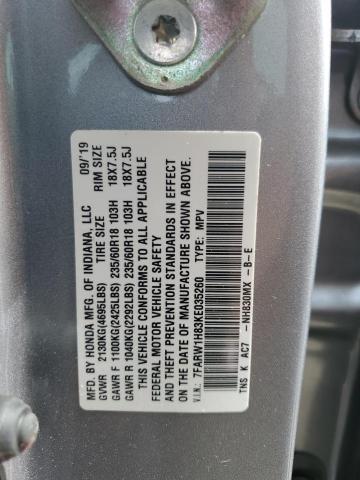 MFD. BY HONDA MFG. OF INDIANA, LLC 09/'19
GVWR 2130KG(4695LBS) TIRE SIZE RIM SIZE
GAWR F 1100KG(2425LBS) 235/60R18 103H 18X7.5J
GAWR R 1040KG(2292LBS) 235/60R18 103H 18X7.5J
THIS VEHICLE CONFORMS TO ALL APPLICABLE
FEDERAL MOTOR VEHICLE SAFETY
AND THEFT PREVENTION STANDARDS IN EFFECT
ON THE DATE OF MANUFACTURE SHOWN ABOVE.
V.I.N.: 7FARW1H83KE035260 TYPE: MPV
TNS K AC7 -NH830MX -B-E